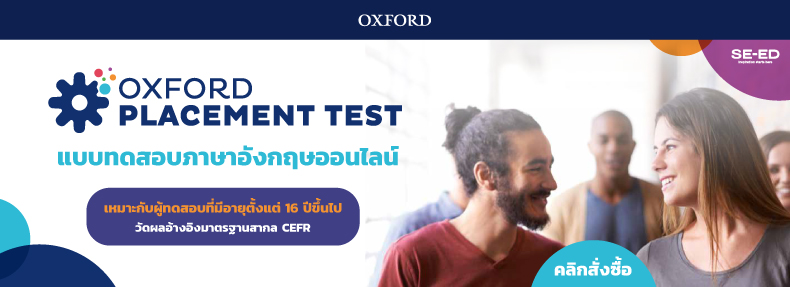 OXFORD
SE-ED
OXFORD
PLACEMENT TEST
แบบทดสอบภาษาอังกฤษออนไลน์
เหมาะกับผู้ทดสอบที่มีอายุตั้งแต่ 16 ปีขึ้นไป
วัดผลอ้างอิงมาตรฐานสากล CEFR
คลิกสั่งซื้อ